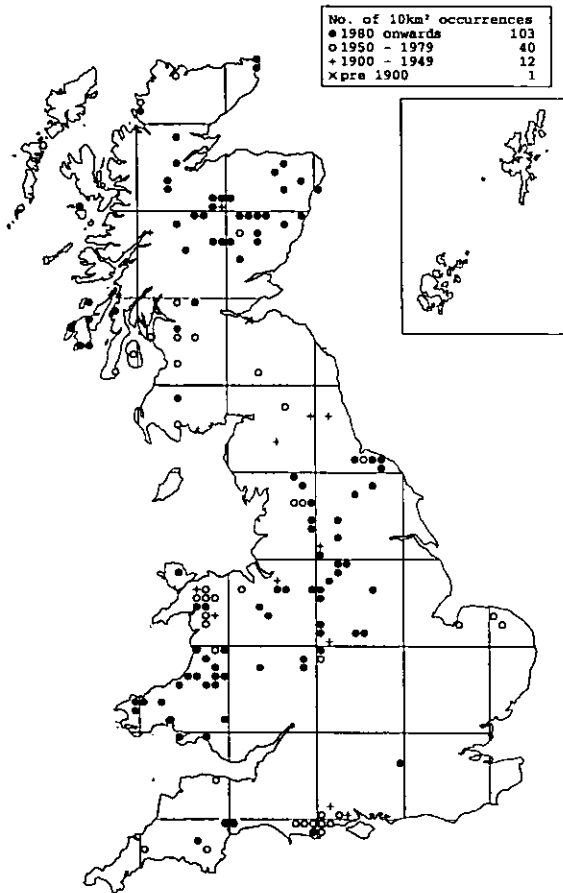 No. of 10km² occurrences
● 1980 onwards 103
○ 1950 - 1979 40
+ 1900 - 1949 12
× pre 1900 1